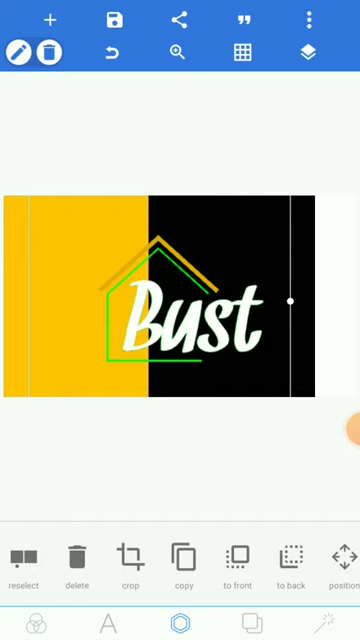 Bust
reselect
delete
crop
copy
to front
to back
position